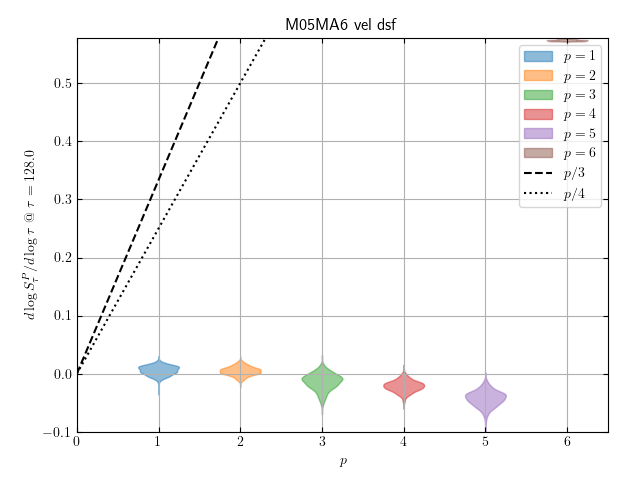 M05MA6 vel dsf
d log S_τ^P / d log τ @ τ = 128.0
0.5
0.4
0.3
0.2
0.1
0.0
−0.1
0 1 2 3 4 5 6
p
p = 1
p = 2
p = 3
p = 4
p = 5
p = 6
p/3
p/4